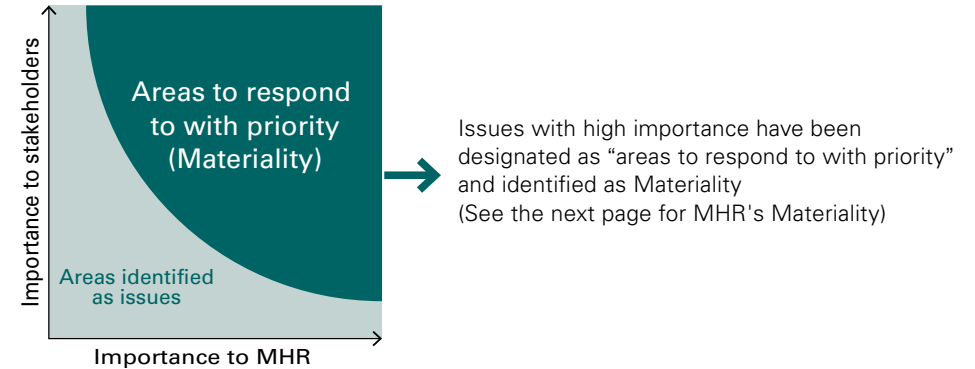 Importance to stakeholders
Areas to respond
to with priority
(Materiality)
Areas identified
as issues
Importance to MHR
Issues with high importance have been
designated as “areas to respond to with priority”
and identified as Materiality
(See the next page for MHR's Materiality)